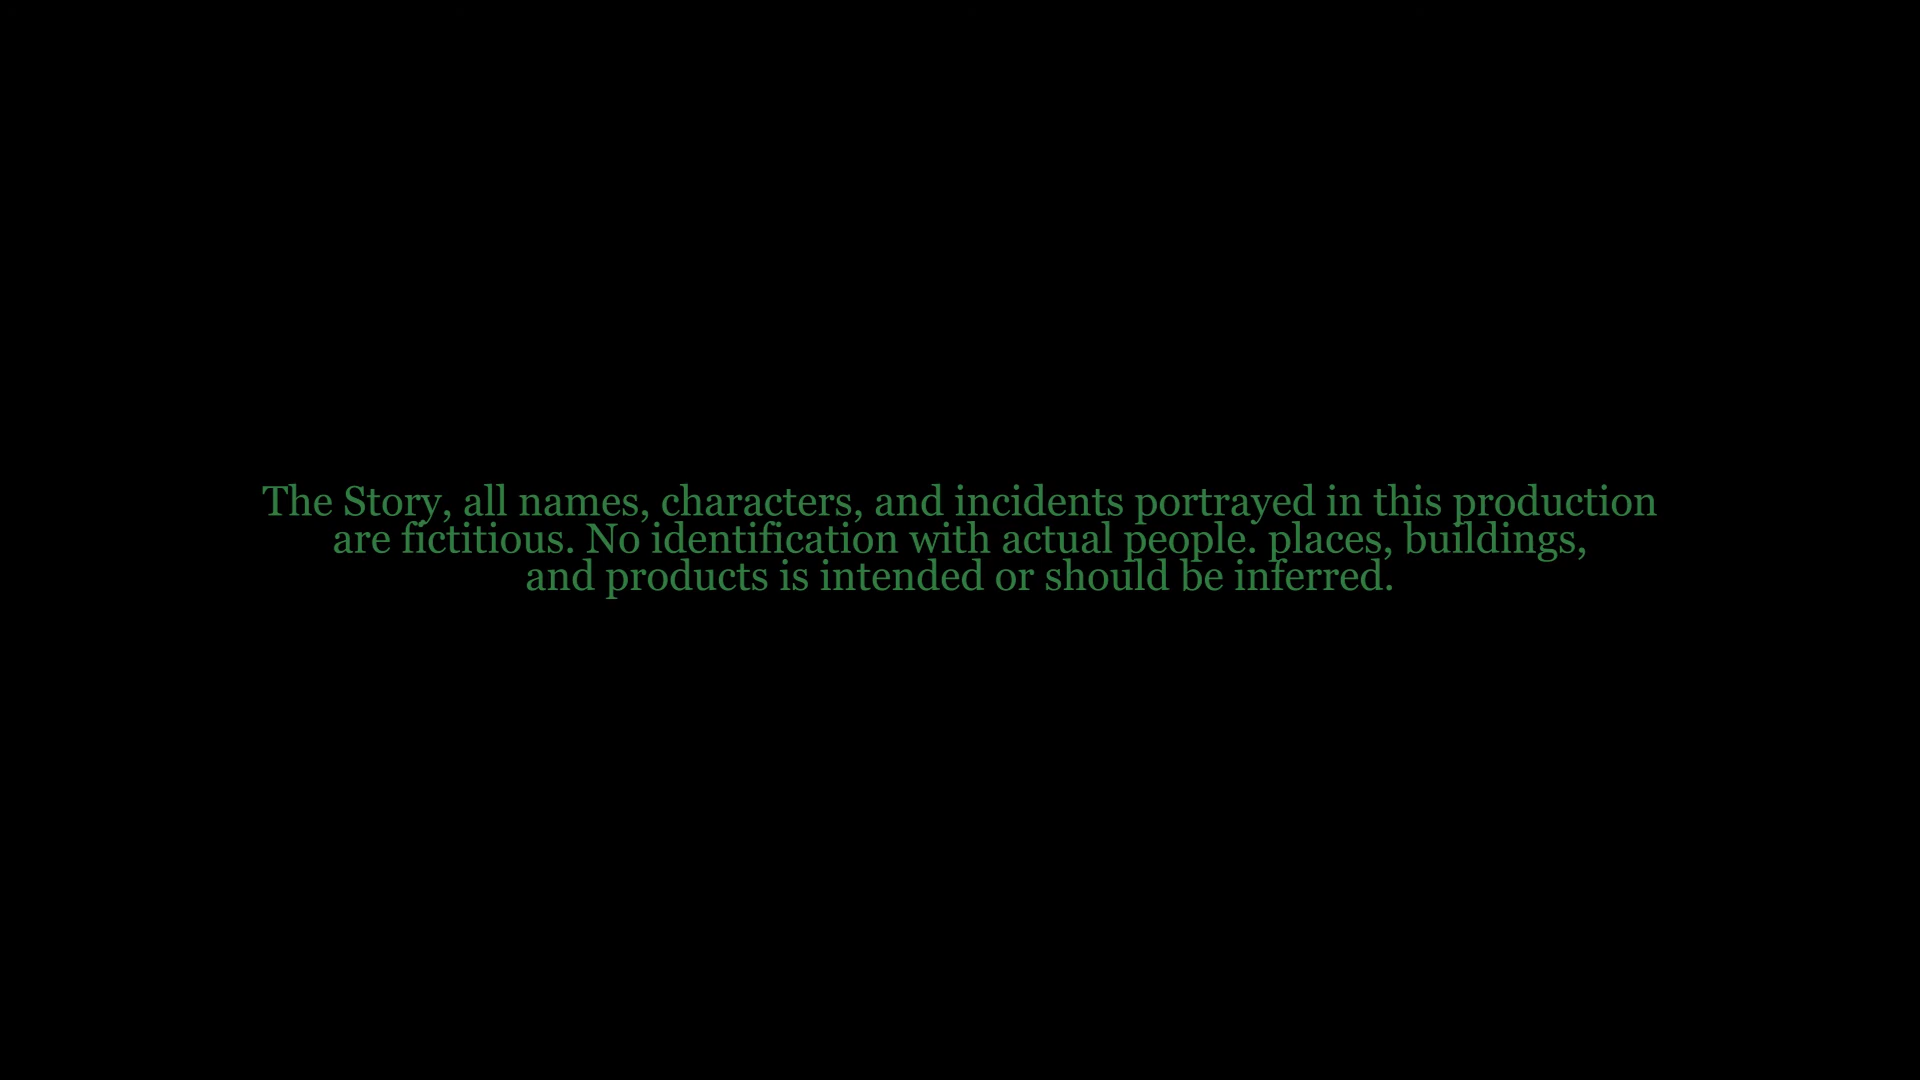 The Story, all names, characters, and incidents portrayed in this production
are fictitious. No identification with actual people. places, buildings,
and products is intended or should be inferred.